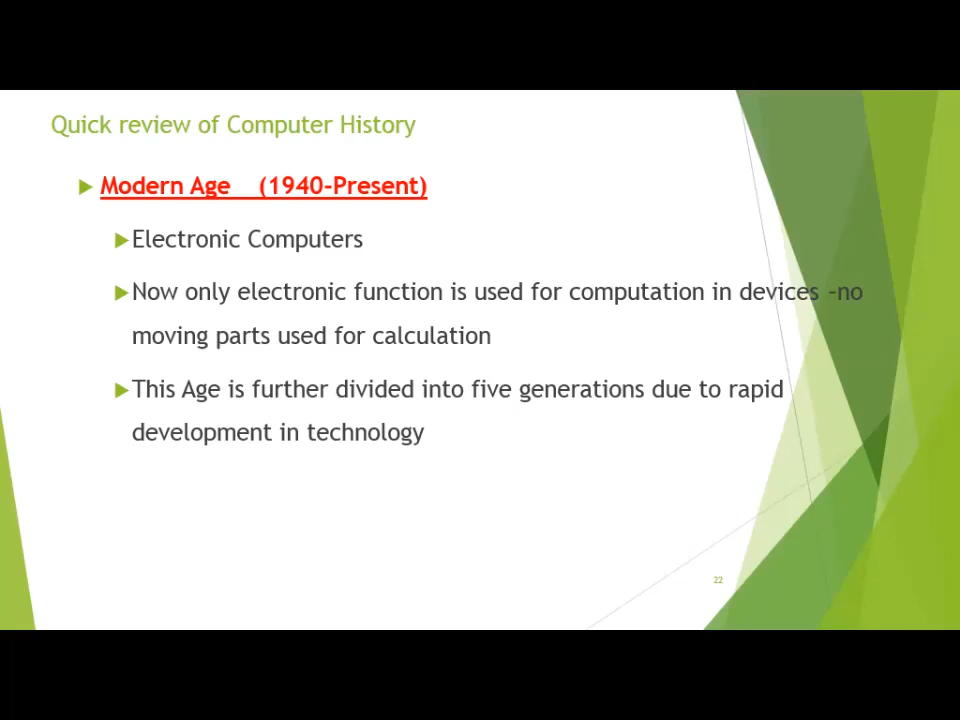 Quick review of Computer History
Modern Age (1940-Present)
Electronic Computers
Now only electronic function is used for computation in devices -no
moving parts used for calculation
This Age is further divided into five generations due to rapid
development in technology
22